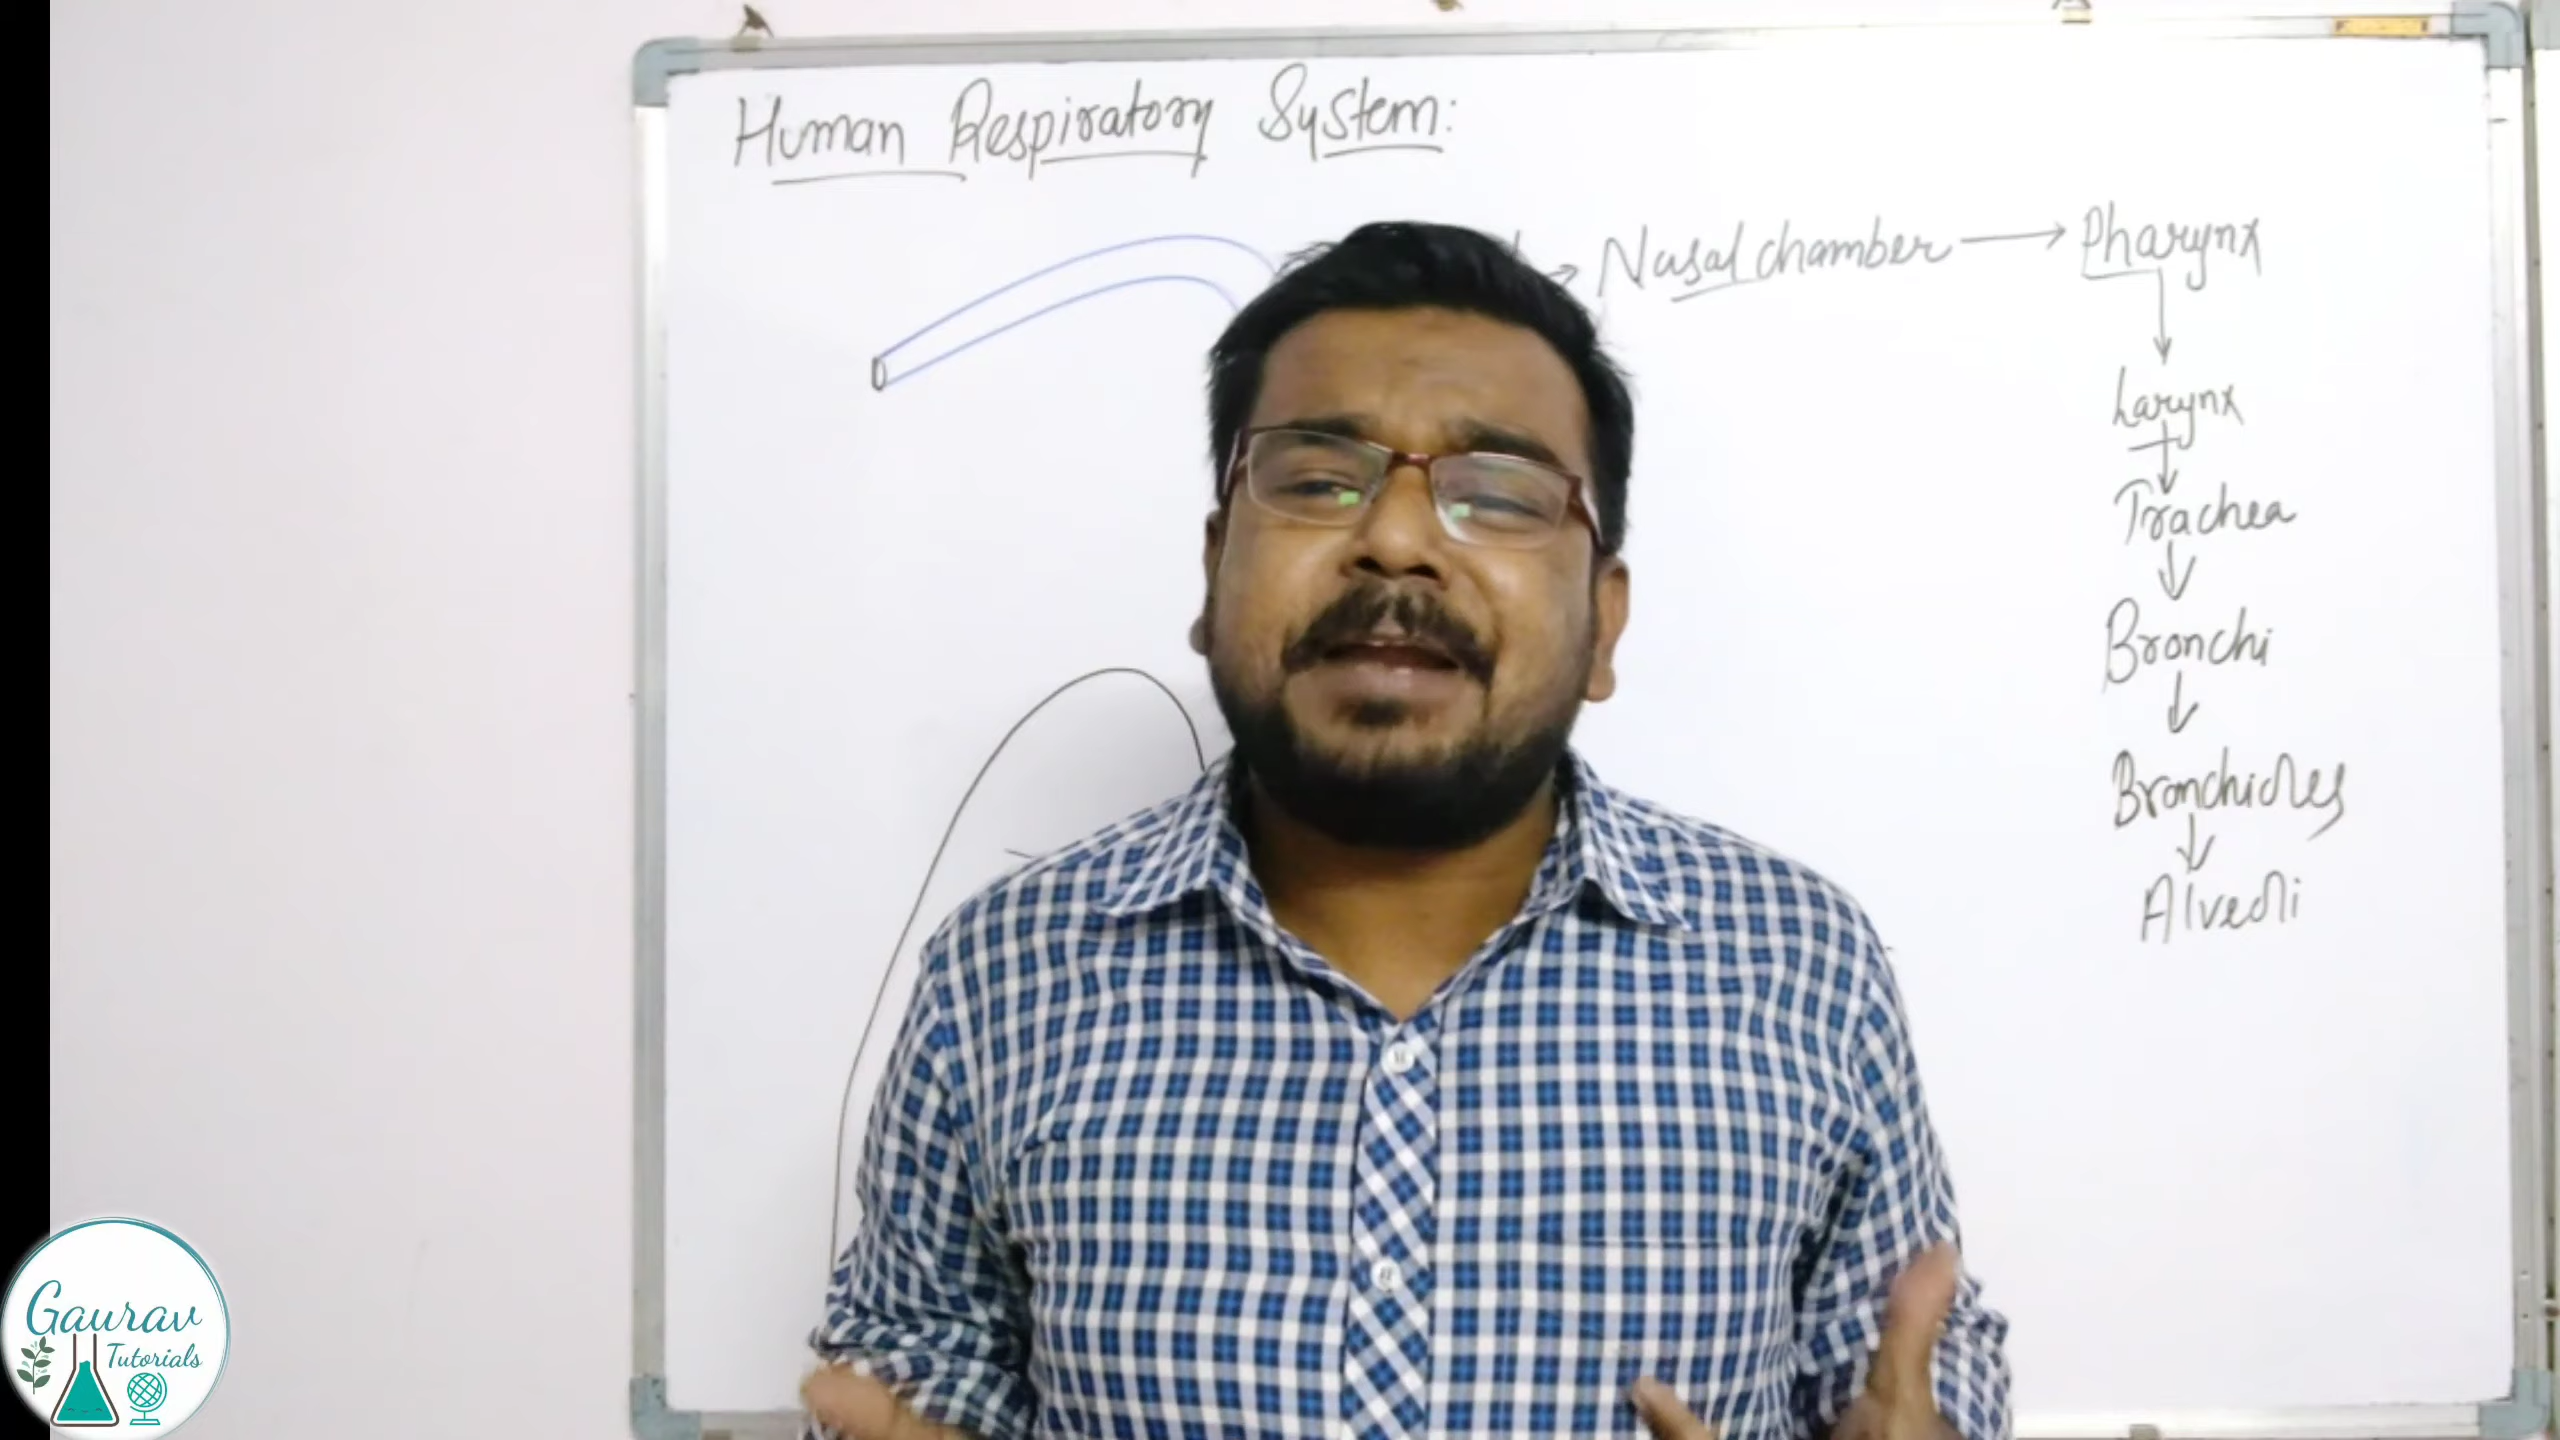 Human Respiratory System:
→ Nasal chamber → Pharynx
↓
Larynx
↓
Trachea
↓
Bronchi
↓
Bronchioles
↓
Alveoli
Gaurav
Tutorials